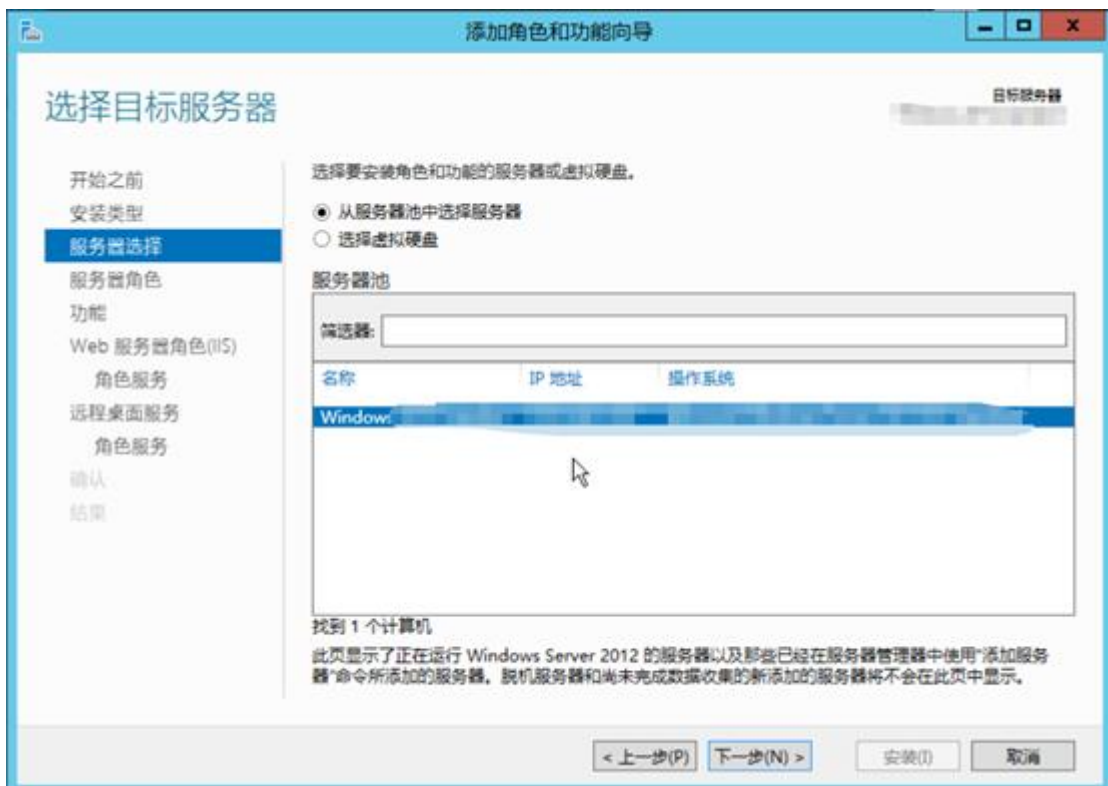 添加角色和功能向导
选择目标服务器
目标服务器
开始之前
安装类型
服务器选择
服务器角色
功能
Web 服务器角色(IIS)
角色服务
远程桌面服务
角色服务
确认
结果
选择要安装角色和功能的服务器或虚拟硬盘。
从服务器池中选择服务器
选择虚拟硬盘
服务器池
筛选器:
名称 IP 地址 操作系统
Windows
找到 1 个计算机
此页显示了正在运行 Windows Server 2012 的服务器以及那些已经在服务器管理器中使用"添加服务
器"命令所添加的服务器。脱机服务器和尚未完成数据收集的新添加的服务器将不会在此页中显示。
< 上一步(P) 下一步(N) > 安装(I) 取消